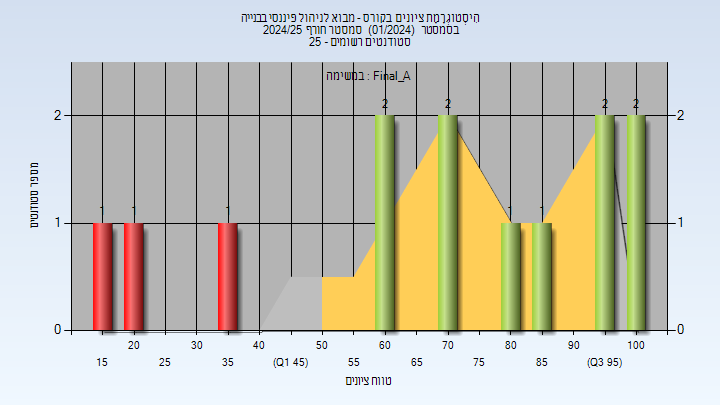 היסטוגרמת ציונים בקורס - מבוא לניהול פיננסי בבנייה
בסמסטר (01/2024) סמסטר חורף 2024/25
סטודנטים רשומים - 25
במשימה : Final_A
2 2 2 2
2 2
מספר סטודנטים
1 1 1 1 1
1 1
0 0
20 30 40 50 60 70 80 90 100
15 25 35 (Q1 45) 55 65 75 85 (Q3 95)
טווח ציונים